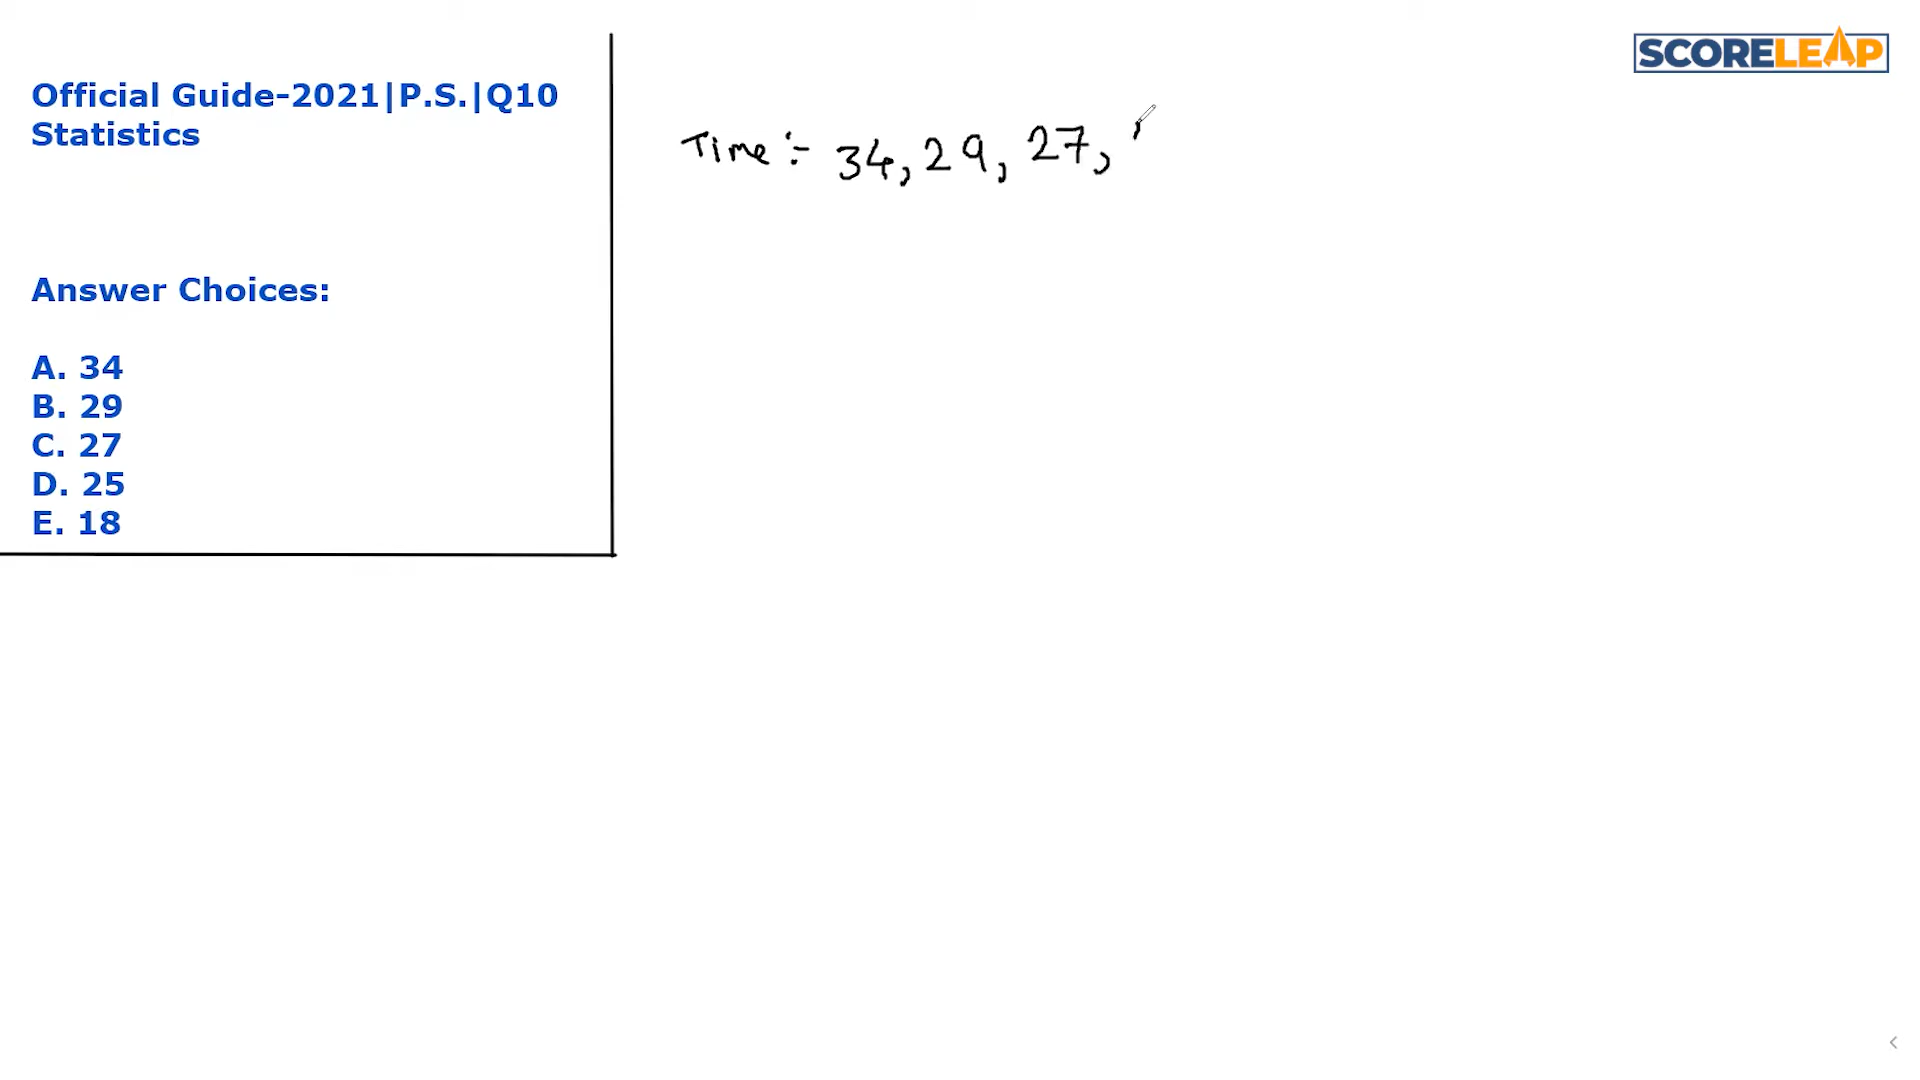 SCORELEAP
Official Guide-2021|P.S.|Q10
Statistics
Time :- 34, 29, 27,
Answer Choices:
A. 34
B. 29
C. 27
D. 25
E. 18